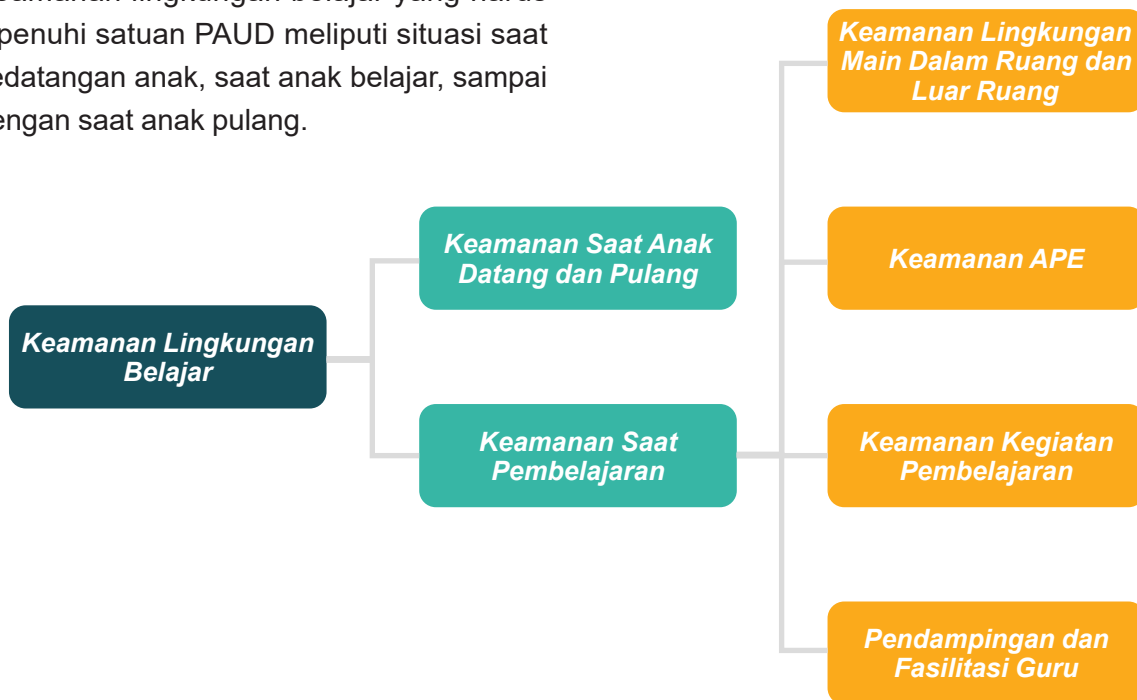 penuhi satuan PAUD meliputi situasi saat
datangan anak, saat anak belajar, sampai
engan saat anak pulang.
Keamanan Lingkungan
Belajar
Keamanan Saat Anak
Datang dan Pulang
Keamanan Saat
Pembelajaran
Keamanan Lingkungan
Main Dalam Ruang dan
Luar Ruang
Keamanan APE
Keamanan Kegiatan
Pembelajaran
Pendampingan dan
Fasilitasi Guru